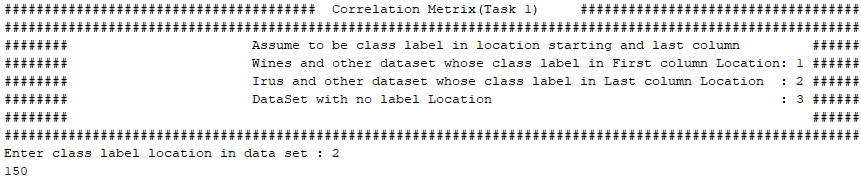 ####################################### Correlation Metrix(Task 1) ###################################
###########################################################################################################
######## Assume to be class label in location starting and last column ######
######## Wines and other dataset whose class label in First column Location: 1 ######
######## Irus and other dataset whose class label in Last column Location : 2 ######
######## DataSet with no label Location : 3 ######
######## ######
###########################################################################################################
Enter class label location in data set : 2
150